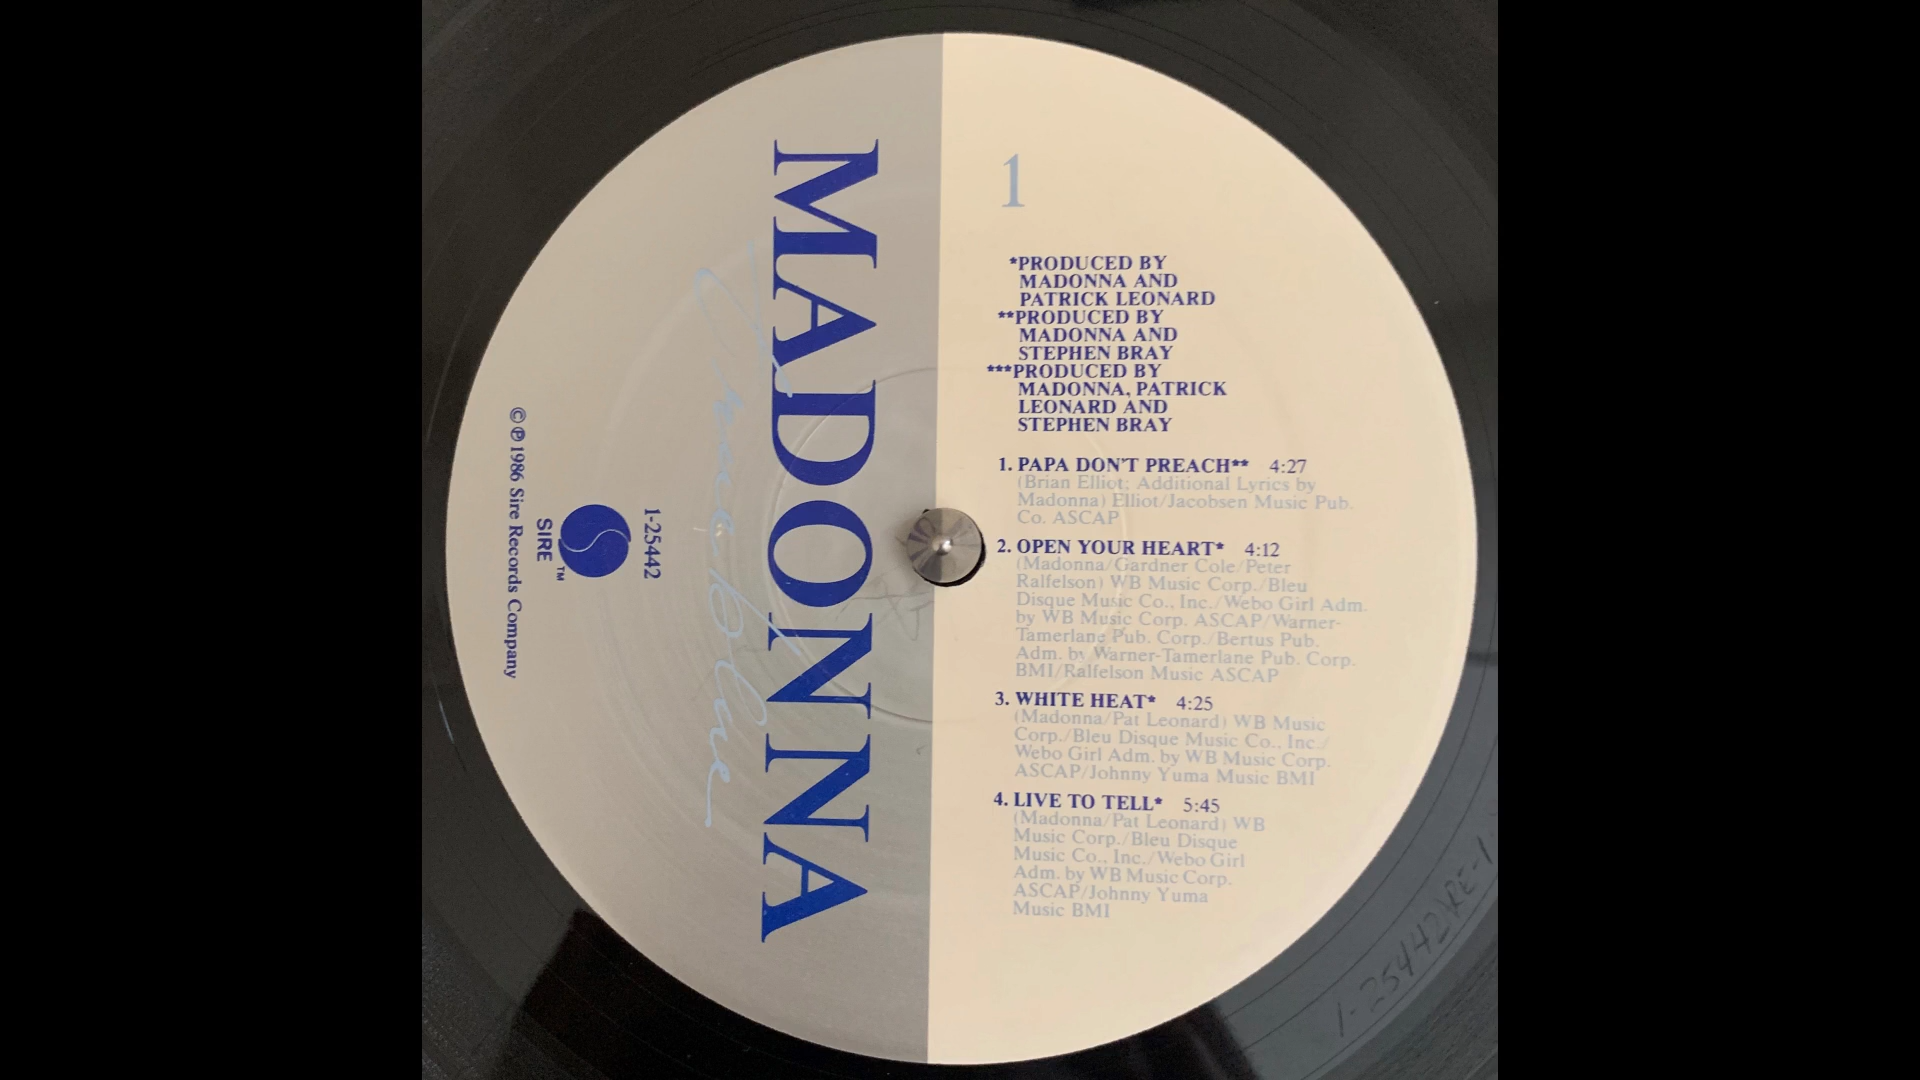 MADONNA
True Blue
1-25442
SIRE
TM
© ℗ 1986 Sire Records Company
1
*PRODUCED BY
MADONNA AND
PATRICK LEONARD
**PRODUCED BY
MADONNA AND
STEPHEN BRAY
***PRODUCED BY
MADONNA, PATRICK
LEONARD AND
STEPHEN BRAY
1. PAPA DON'T PREACH** 4:27
(Brian Elliot; Additional Lyrics by
Madonna) Elliot/Jacobsen Music Pub.
Co. ASCAP
2. OPEN YOUR HEART* 4:12
(Madonna/Gardner Cole/Peter
Ralfelson) WB Music Corp./Bleu
Disque Music Co., Inc./Webo Girl Adm.
by WB Music Corp. ASCAP/Warner-
Tamerlane Pub. Corp./Bertus Pub.
Adm. by Warner-Tamerlane Pub. Corp.
BMI/Ralfelson Music ASCAP
3. WHITE HEAT* 4:25
(Madonna/Pat Leonard) WB Music
Corp./Bleu Disque Music Co., Inc./
Webo Girl Adm. by WB Music Corp.
ASCAP/Johnny Yuma Music BMI
4. LIVE TO TELL* 5:45
(Madonna/Pat Leonard) WB
Music Corp./Bleu Disque
Music Co., Inc./Webo Girl
Adm. by WB Music Corp.
ASCAP/Johnny Yuma
Music BMI